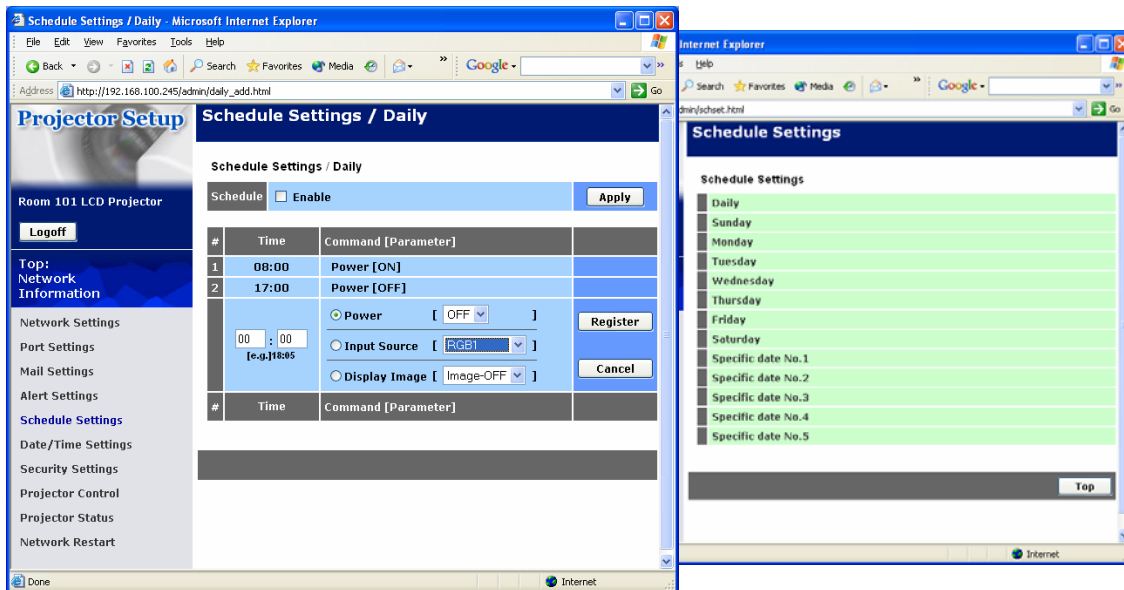 Schedule Settings / Daily - Microsoft Internet Explorer
File Edit View Favorites Tools Help
Back Search Favorites Media » Google »
Address http://192.168.100.245/admin/daily_add.html Go
Projector Setup
Room 101 LCD Projector
Logoff
Top:
Network
Information
Network Settings
Port Settings
Mail Settings
Alert Settings
Schedule Settings
Date/Time Settings
Security Settings
Projector Control
Projector Status
Network Restart
Schedule Settings / Daily
Schedule Settings / Daily
Schedule Enable Apply
# Time Command [Parameter]
1 08:00 Power [ON]
2 17:00 Power [OFF]
00 : 00
[e.g.]18:05
Power [ OFF ]
Input Source [ RGB1 ]
Display Image [ Image-OFF ]
Register
Cancel
# Time Command [Parameter]
Done Internet
Internet Explorer
s Help
Search Favorites Media » Google »
dmin/schset.html Go
Schedule Settings
Schedule Settings
Daily
Sunday
Monday
Tuesday
Wednesday
Thursday
Friday
Saturday
Specific date No.1
Specific date No.2
Specific date No.3
Specific date No.4
Specific date No.5
Top
Internet